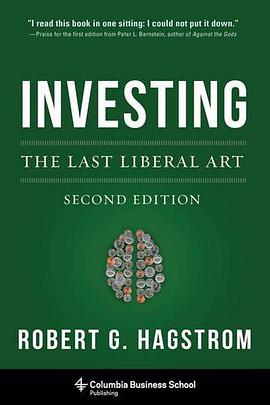 "I read this book in one sitting: I could not put it down."
—Praise for the first edition from Peter L. Bernstein, author of Against the Gods
INVESTING
THE LAST LIBERAL ART
SECOND EDITION
ROBERT G. HAGSTROM
Columbia Business School
Publishing